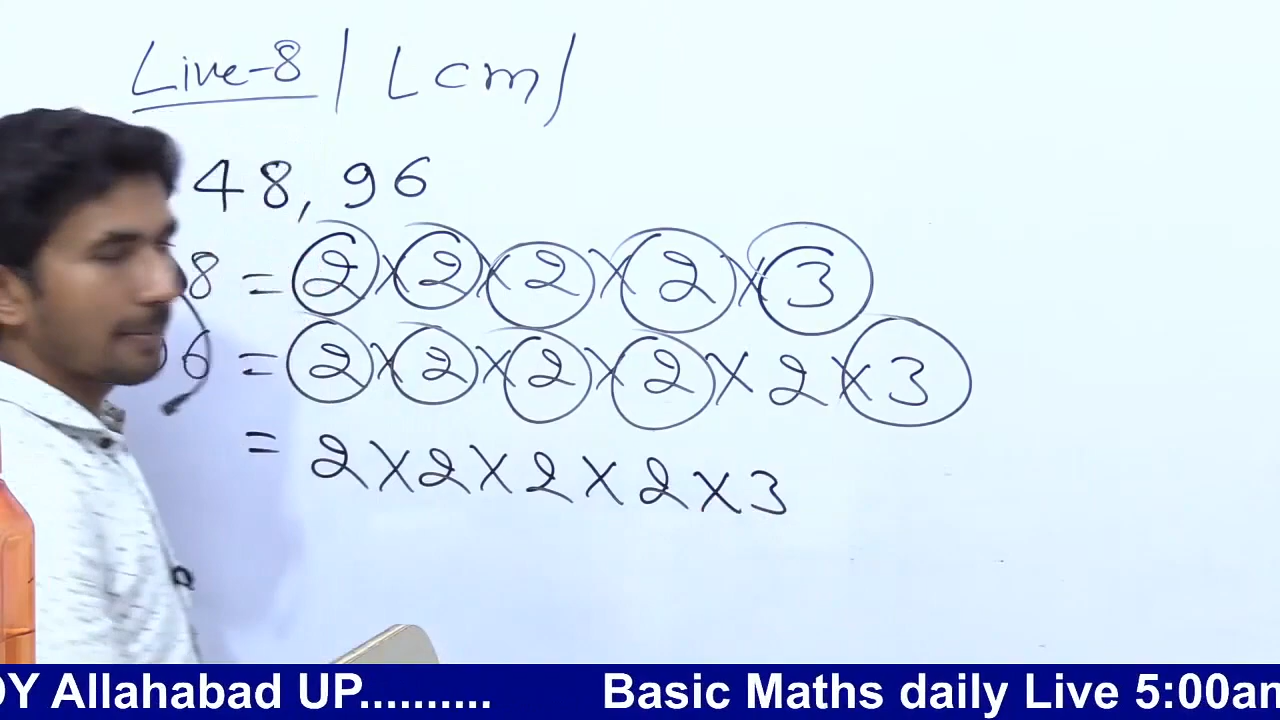 Live-8 / Lcm /
48, 96
8 = 2×2×2×2×3
6 = 2×2×2×2×2×3
= 2×2×2×2×3
DY Allahabad UP.......... Basic Maths daily Live 5:00am